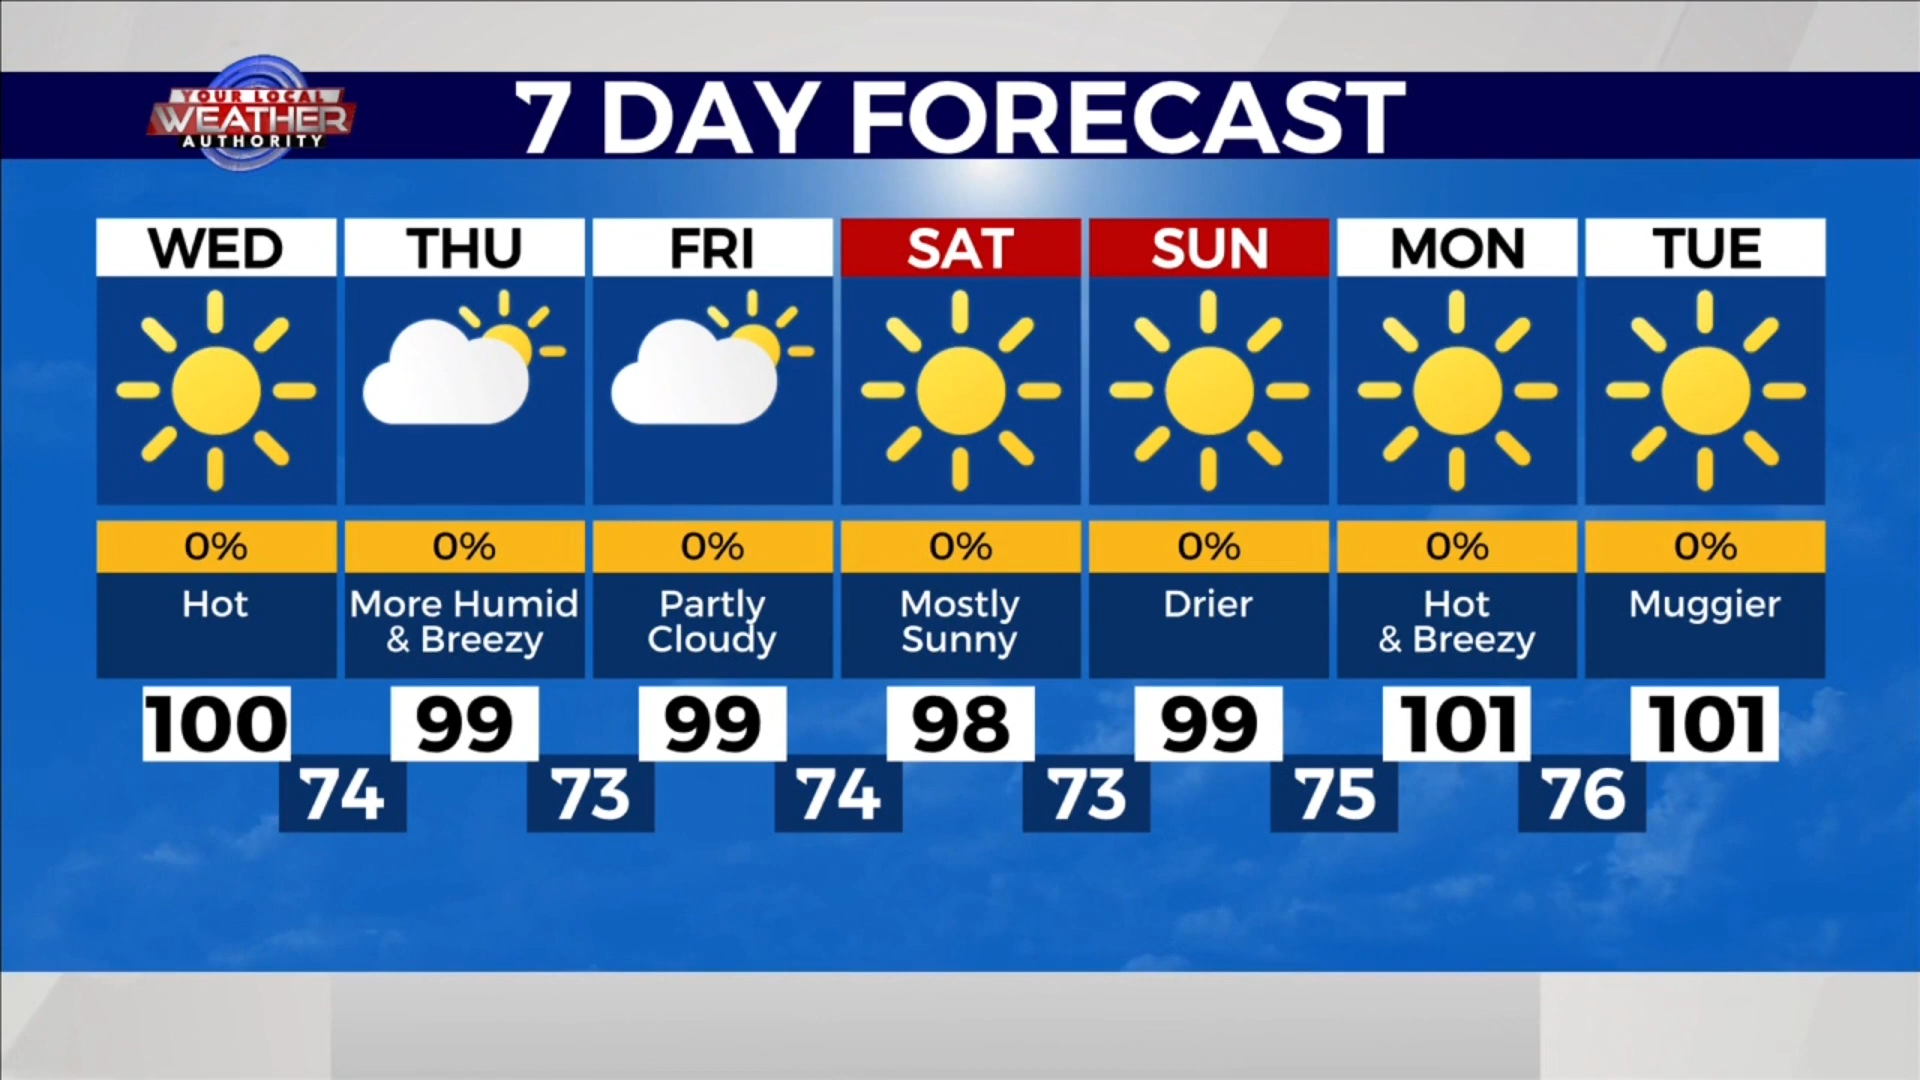 YOUR LOCAL
WEATHER
AUTHORITY
7 DAY FORECAST
WED THU FRI SAT SUN MON TUE
0% 0% 0% 0% 0% 0% 0%
Hot More Humid Partly Mostly Drier Hot Muggier
& Breezy Cloudy Sunny & Breezy
100 99 99 98 99 101 101
74 73 74 73 75 76